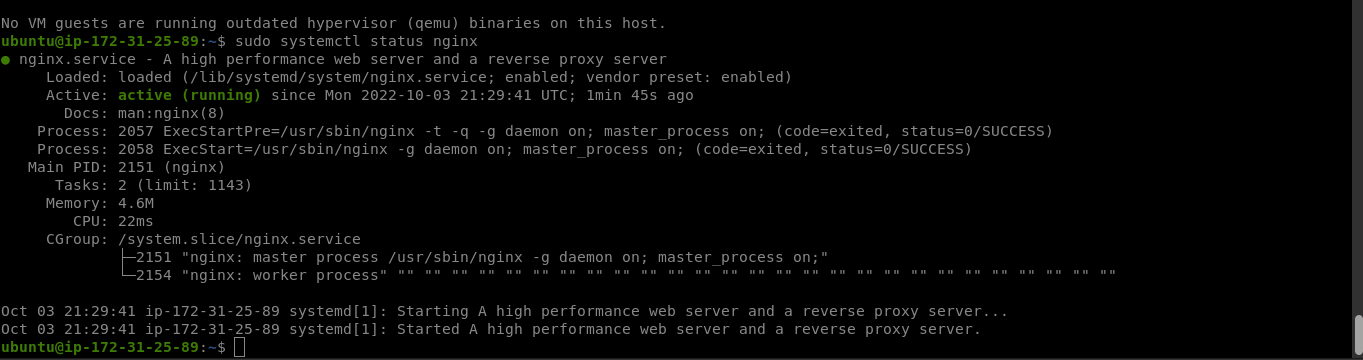 No VM guests are running outdated hypervisor (qemu) binaries on this host.
ubuntu@ip-172-31-25-89:~$ sudo systemctl status nginx
● nginx.service - A high performance web server and a reverse proxy server
     Loaded: loaded (/lib/systemd/system/nginx.service; enabled; vendor preset: enabled)
     Active: active (running) since Mon 2022-10-03 21:29:41 UTC; 1min 45s ago
       Docs: man:nginx(8)
    Process: 2057 ExecStartPre=/usr/sbin/nginx -t -q -g daemon on; master_process on; (code=exited, status=0/SUCCESS)
    Process: 2058 ExecStart=/usr/sbin/nginx -g daemon on; master_process on; (code=exited, status=0/SUCCESS)
   Main PID: 2151 (nginx)
      Tasks: 2 (limit: 1143)
     Memory: 4.6M
        CPU: 22ms
     CGroup: /system.slice/nginx.service
             ├─2151 "nginx: master process /usr/sbin/nginx -g daemon on; master_process on;"
             └─2154 "nginx: worker process" "" "" "" "" "" "" "" "" "" "" "" "" "" "" "" "" "" "" "" "" "" "" "" "" "" "" ""

Oct 03 21:29:41 ip-172-31-25-89 systemd[1]: Starting A high performance web server and a reverse proxy server...
Oct 03 21:29:41 ip-172-31-25-89 systemd[1]: Started A high performance web server and a reverse proxy server.
ubuntu@ip-172-31-25-89:~$